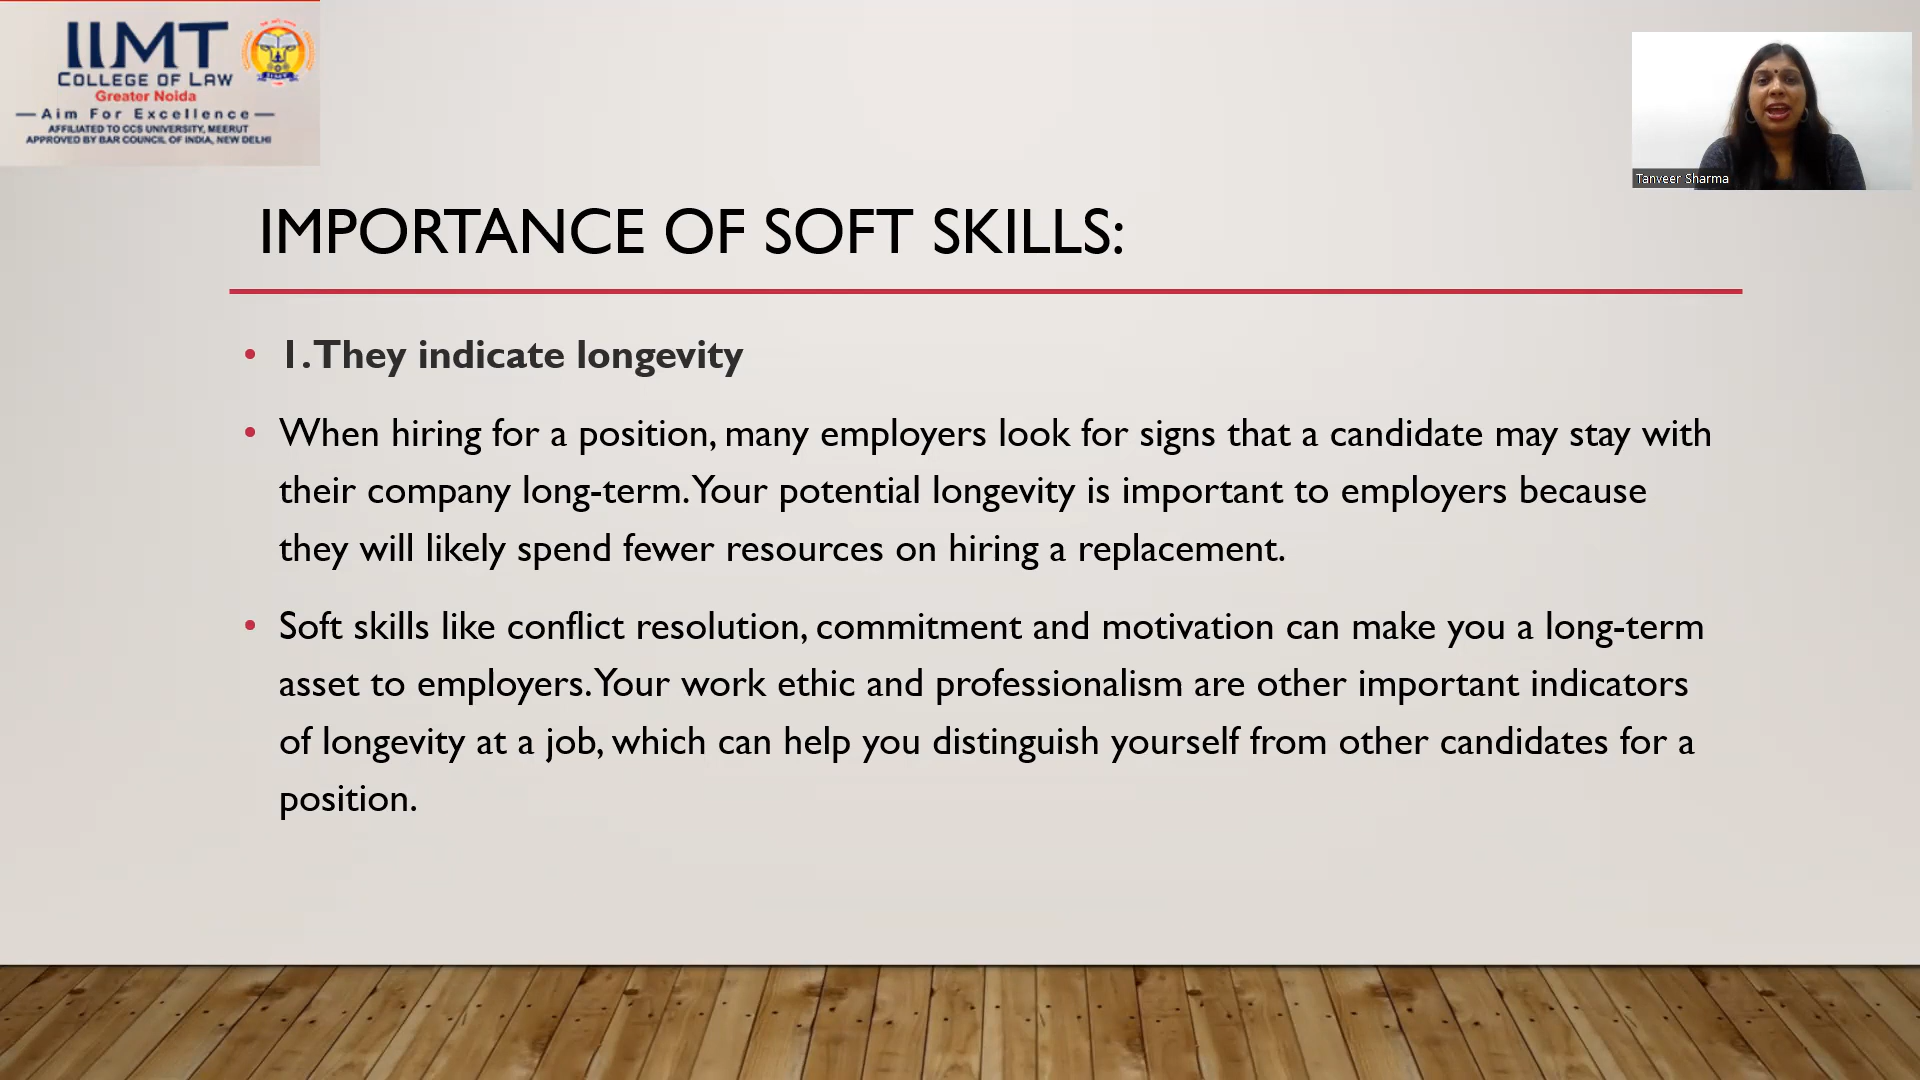 IIMT
COLLEGE OF LAW
Greater Noida
Aim For Excellence
AFFILIATED TO CCS UNIVERSITY, MEERUT
APPROVED BY BAR COUNCIL OF INDIA, NEW DELHI
Tanveer Sharma
IMPORTANCE OF SOFT SKILLS:
• 1. They indicate longevity
• When hiring for a position, many employers look for signs that a candidate may stay with
their company long-term. Your potential longevity is important to employers because
they will likely spend fewer resources on hiring a replacement.
• Soft skills like conflict resolution, commitment and motivation can make you a long-term
asset to employers. Your work ethic and professionalism are other important indicators
of longevity at a job, which can help you distinguish yourself from other candidates for a
position.